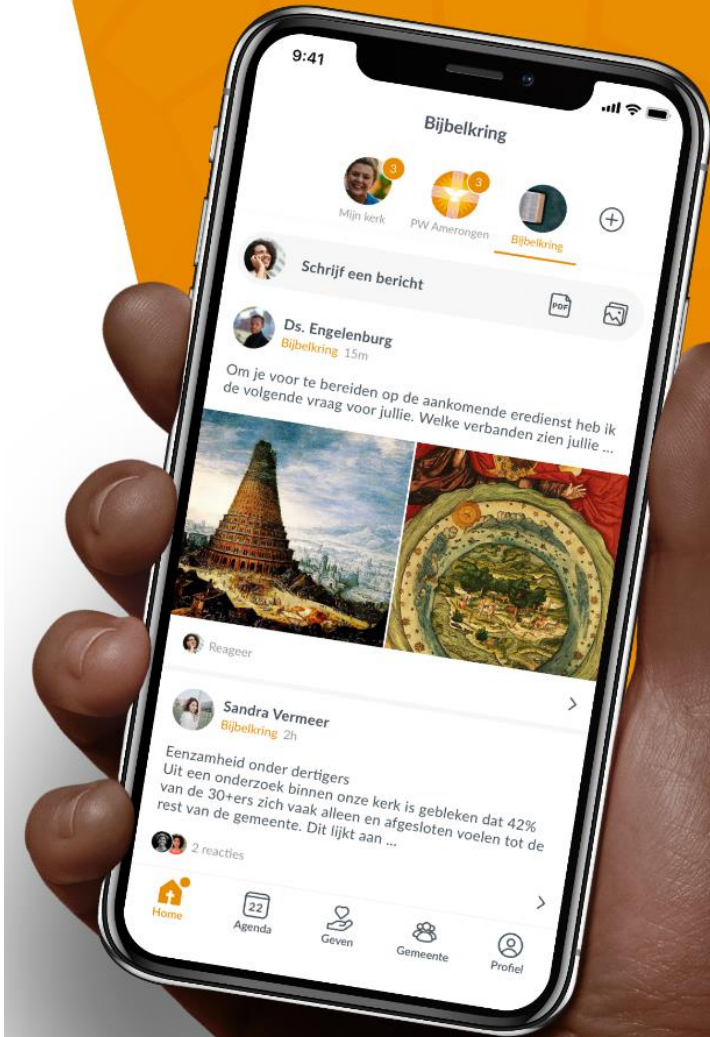 9:41
Bijbelkring
3
3
Mijn kerk
PW Amerongen
Bijbelkring
Schrijf een bericht
PDF
Ds. Engelenburg
Bijbelkring 15m
Om je voor te bereiden op de aankomende eredienst heb ik
de volgende vraag voor jullie. Welke verbanden zien jullie ...
Reageer
Sandra Vermeer
Bijbelkring 2h
Eenzaamheid onder dertigers
Uit een onderzoek binnen onze kerk is gebleken dat 42%
van de 30+ers zich vaak alleen en afgesloten voelen tot de
rest van de gemeente. Dit lijkt aan ...
2 reacties
Home
22
Agenda
Geven
Gemeente
Profiel